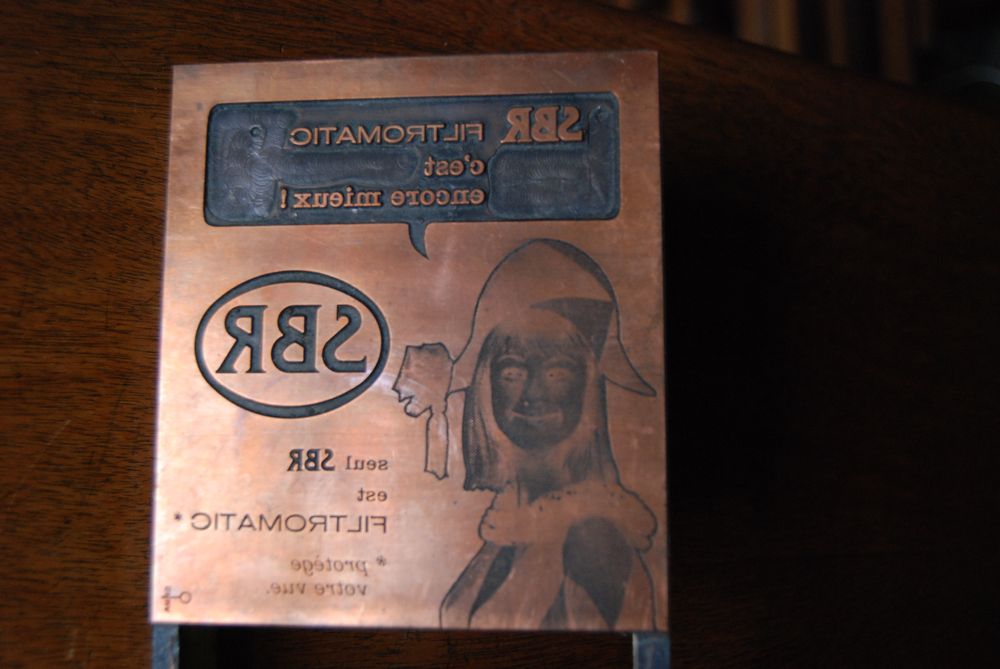 SBR FILTROMATIC
c'est
encore mieux !
SBR
seul SBR
est
FILTROMATIC *
* protège
votre vue.